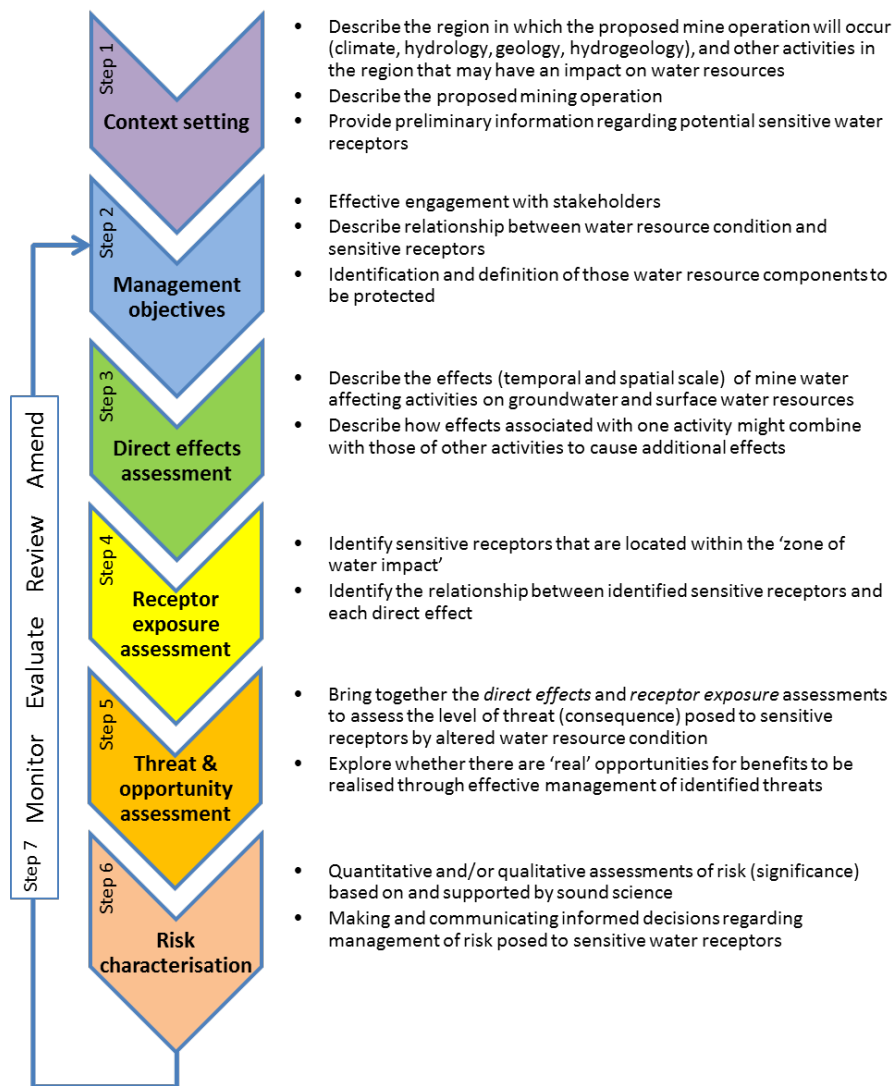 Step 1
Context setting
• Describe the region in which the proposed mine operation will occur
(climate, hydrology, geology, hydrogeology), and other activities in
the region that may have an impact on water resources
• Describe the proposed mining operation
• Provide preliminary information regarding potential sensitive water
receptors
Step 2
Management
objectives
• Effective engagement with stakeholders
• Describe relationship between water resource condition and
sensitive receptors
• Identification and definition of those water resource components to
be protected
Step 3
Direct effects
assessment
• Describe the effects (temporal and spatial scale) of mine water
affecting activities on groundwater and surface water resources
• Describe how effects associated with one activity might combine
with those of other activities to cause additional effects
Step 4
Receptor
exposure
assessment
• Identify sensitive receptors that are located within the ‘zone of
water impact’
• Identify the relationship between identified sensitive receptors and
each direct effect
Step 5
Threat &
opportunity
assessment
• Bring together the direct effects and receptor exposure assessments
to assess the level of threat (consequence) posed to sensitive
receptors by altered water resource condition
• Explore whether there are ‘real’ opportunities for benefits to be
realised through effective management of identified threats
Step 6
Risk
characterisation
• Quantitative and/or qualitative assessments of risk (significance)
based on and supported by sound science
• Making and communicating informed decisions regarding
management of risk posed to sensitive water receptors
Step 7 Monitor Evaluate Review Amend